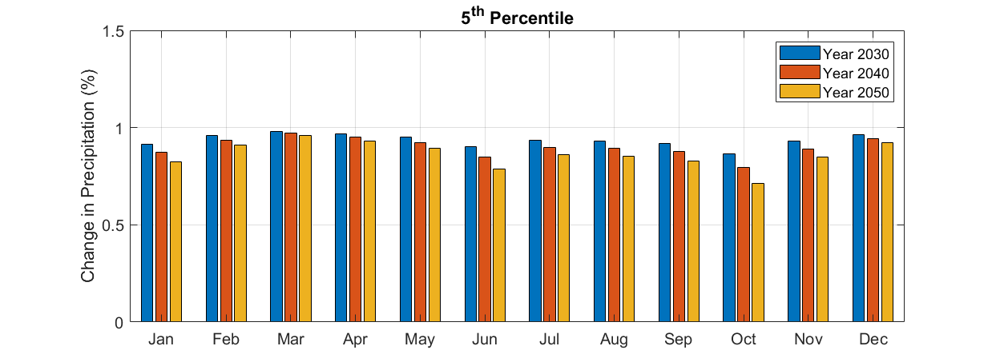 5th Percentile
1.5
1
0.5
0
Change in Precipitation (%)
Year 2030
Year 2040
Year 2050
Jan Feb Mar Apr May Jun Jul Aug Sep Oct Nov Dec